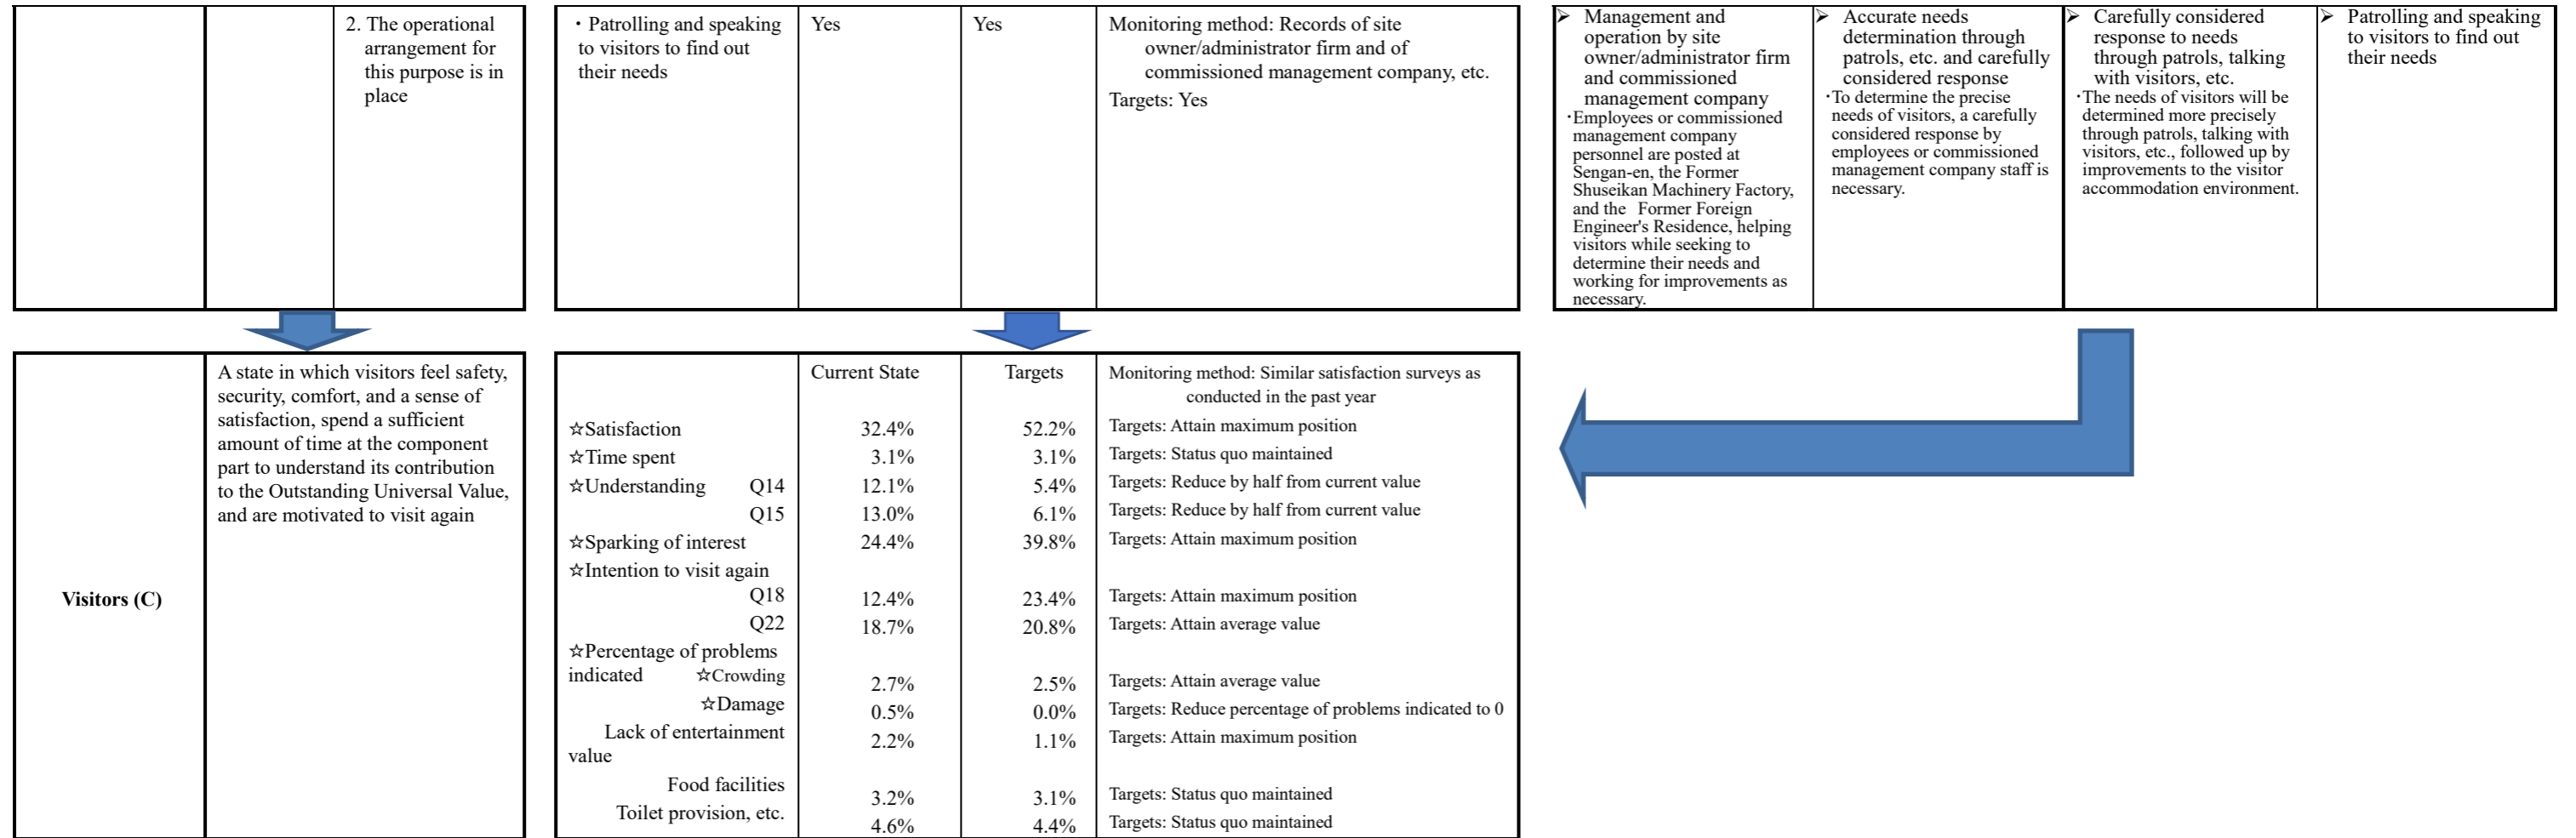 2. The operational
arrangement for
this purpose is in
place
・Patrolling and speaking
to visitors to find out
their needs
Yes
Yes
Monitoring method: Records of site
owner/administrator firm and of
commissioned management company, etc.
Targets: Yes
➢ Management and
operation by site
owner/administrator firm
and commissioned
management company
・Employees or commissioned
management company
personnel are posted at
Sengan-en, the Former
Shuseikan Machinery Factory,
and the Former Foreign
Engineer's Residence, helping
visitors while seeking to
determine their needs and
working for improvements as
necessary.
➢ Accurate needs
determination through
patrols, etc. and carefully
considered response
・To determine the precise
needs of visitors, a carefully
considered response by
employees or commissioned
management company staff is
necessary.
➢ Carefully considered
response to needs
through patrols, talking
with visitors, etc.
・The needs of visitors will be
determined more precisely
through patrols, talking with
visitors, etc., followed up by
improvements to the visitor
accommodation environment.
➢ Patrolling and speaking
to visitors to find out
their needs
Visitors (C)
A state in which visitors feel safety,
security, comfort, and a sense of
satisfaction, spend a sufficient
amount of time at the component
part to understand its contribution
to the Outstanding Universal Value,
and are motivated to visit again
Current State Targets Monitoring method: Similar satisfaction surveys as
conducted in the past year
☆Satisfaction 32.4% 52.2% Targets: Attain maximum position
☆Time spent 3.1% 3.1% Targets: Status quo maintained
☆Understanding Q14 12.1% 5.4% Targets: Reduce by half from current value
Q15 13.0% 6.1% Targets: Reduce by half from current value
☆Sparking of interest 24.4% 39.8% Targets: Attain maximum position
☆Intention to visit again
Q18 12.4% 23.4% Targets: Attain maximum position
Q22 18.7% 20.8% Targets: Attain average value
☆Percentage of problems
indicated ☆Crowding 2.7% 2.5% Targets: Attain average value
☆Damage 0.5% 0.0% Targets: Reduce percentage of problems indicated to 0
Lack of entertainment 2.2% 1.1% Targets: Attain maximum position
value
Food facilities 3.2% 3.1% Targets: Status quo maintained
Toilet provision, etc. 4.6% 4.4% Targets: Status quo maintained